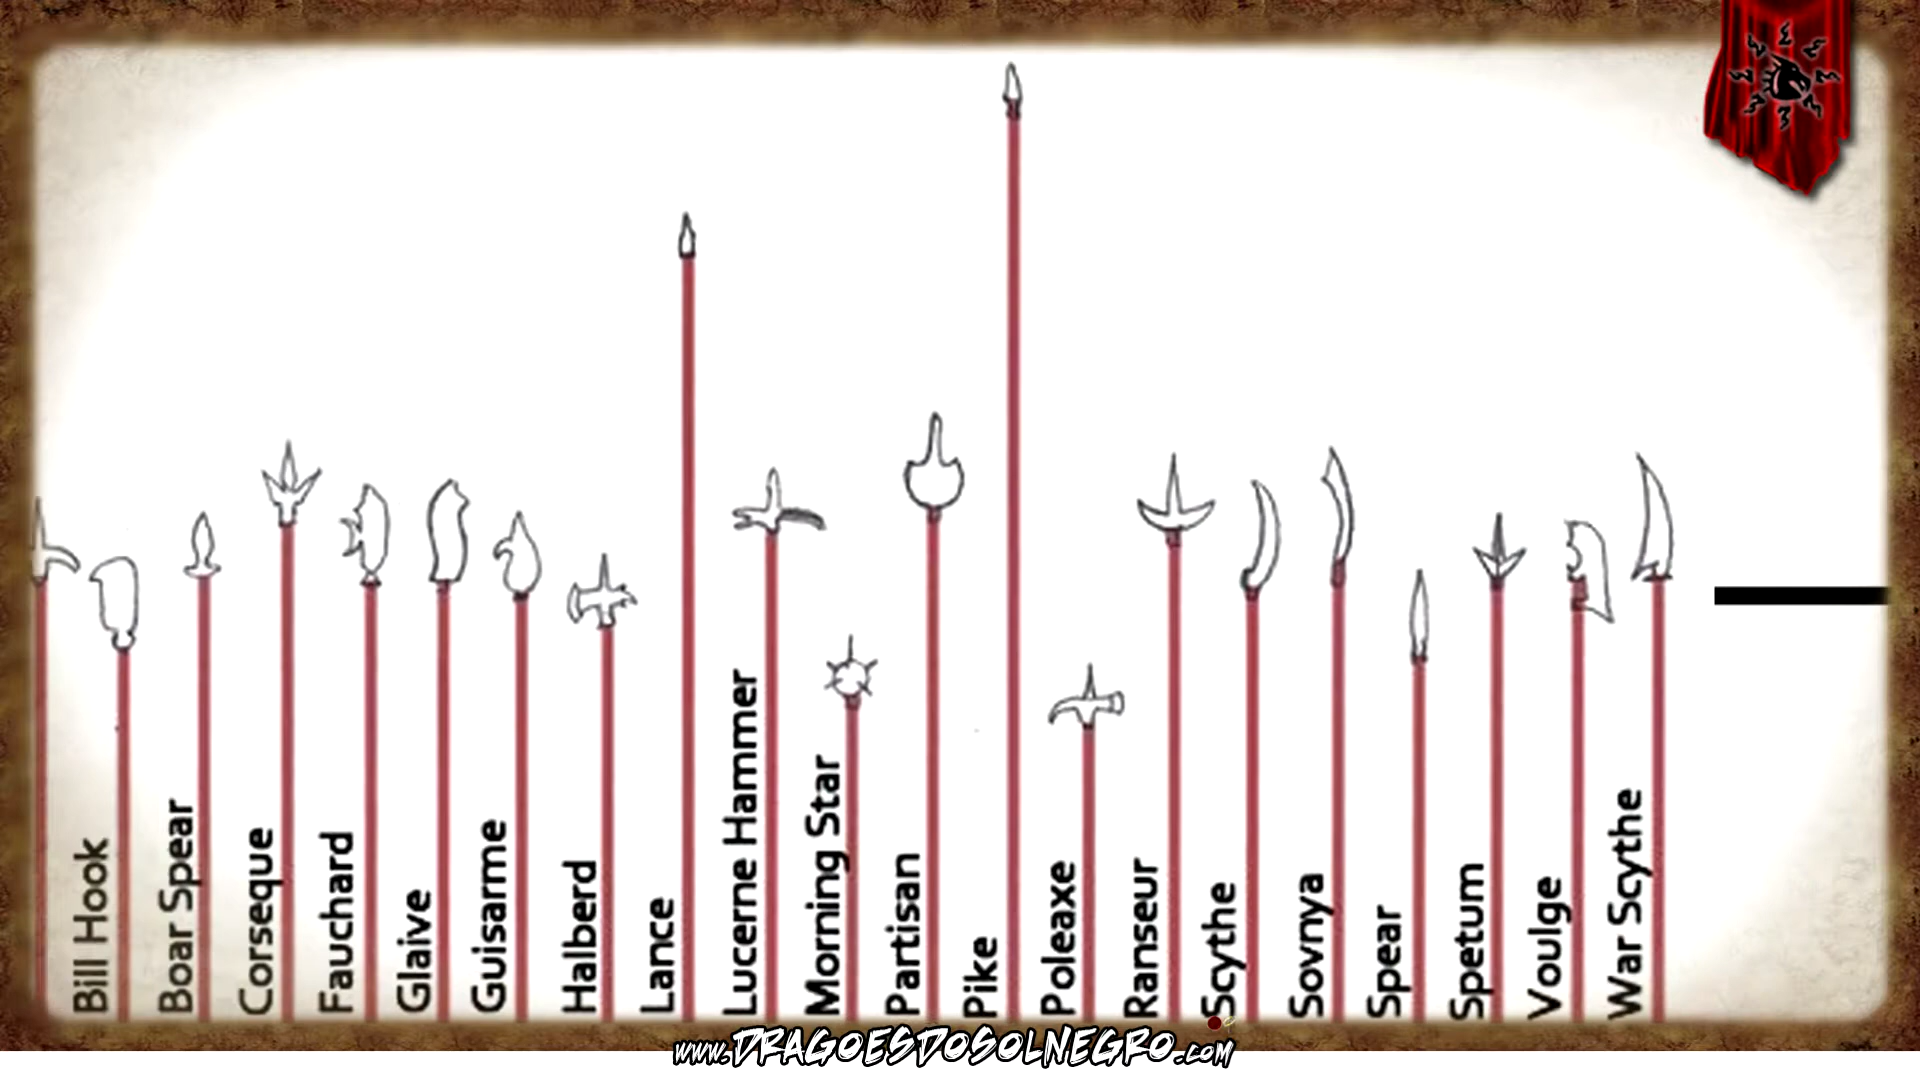 Bill Hook
Boar Spear
Corseque
Fauchard
Glaive
Guisarme
Halberd
Lance
Lucerne Hammer
Morning Star
Partisan
Pike
Poleaxe
Ranseur
Scythe
Sovnya
Spear
Spetum
Voulge
War Scythe
www.DRAGOESDOSOLNEGRO.com